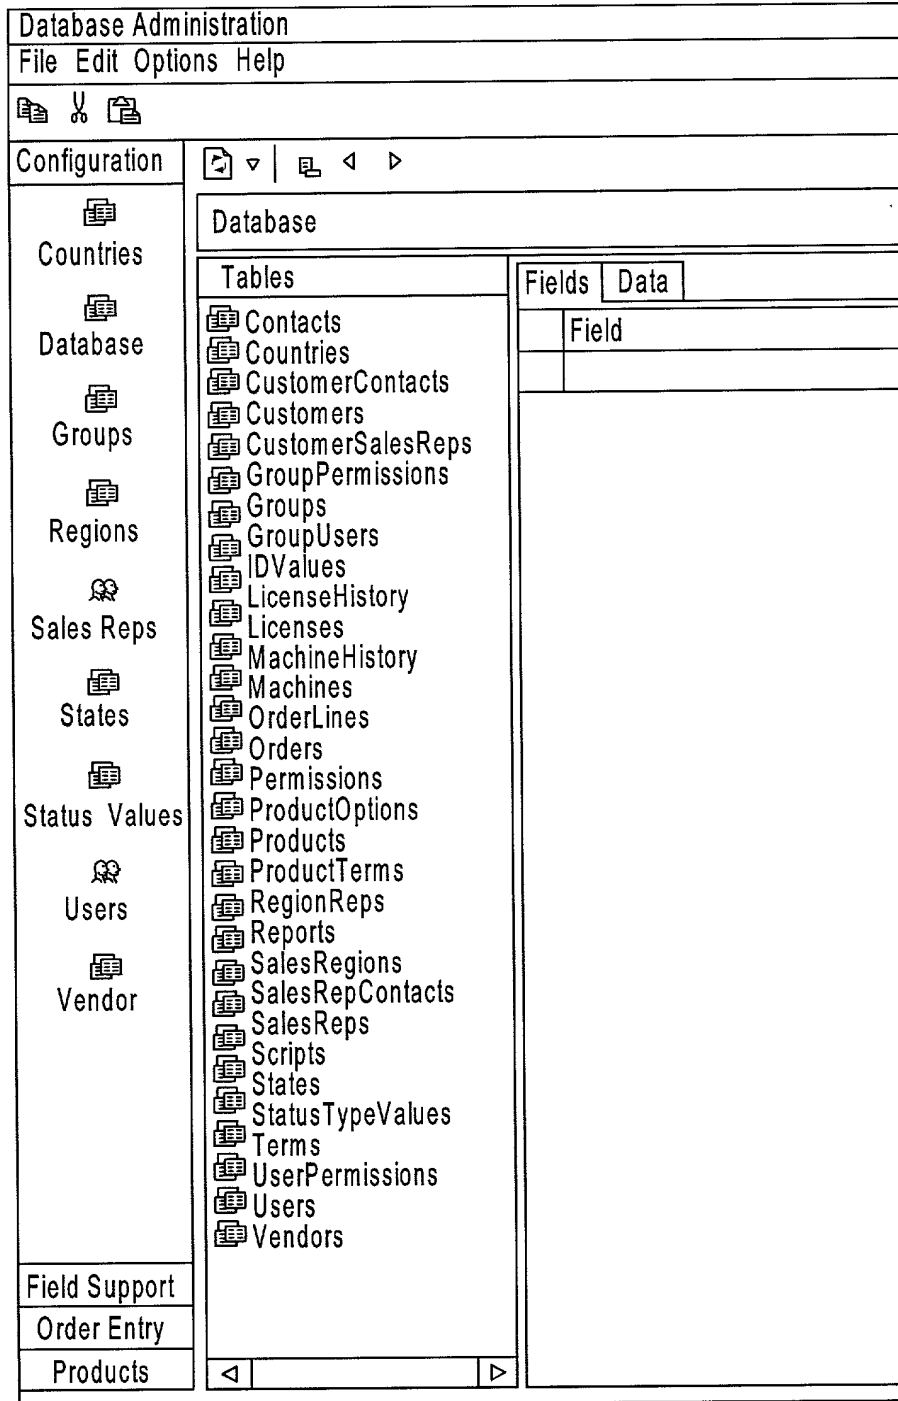 Database Administration
File Edit Options Help
Configuration
Countries
Database
Groups
Regions
Sales Reps
States
Status Values
Users
Vendor
Field Support
Order Entry
Products
Database
Tables
Contacts
Countries
CustomerContacts
Customers
CustomerSalesReps
GroupPermissions
Groups
GroupUsers
IDValues
LicenseHistory
Licenses
MachineHistory
Machines
OrderLines
Orders
Permissions
ProductOptions
Products
ProductTerms
RegionReps
Reports
SalesRegions
SalesRepContacts
SalesReps
Scripts
States
StatusTypeValues
Terms
UserPermissions
Users
Vendors
Fields Data
Field